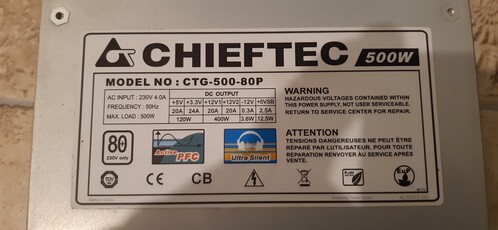 CHIEFTEC 500W
MODEL NO : CTG-500-80P
AC INPUT : 230V 4.0A
FREQUENCY : 50Hz
MAX. LOAD : 500W
DC OUTPUT
+5V +3.3V +12V1 +12V2 -12V +5VSB
20A 24A 20A 20A 0.3A 2.5A
120W 400W 3.6W 12.5W
WARNING
HAZARDOUS VOLTAGES CONTAINED WITHIN
THIS POWER SUPPLY, NOT USER SERVICEABLE.
RETURN TO SERVICE CENTER FOR REPAIR.
ATTENTION
TENSIONS DANGEREUSES NE PEUT ETRE REPARE
PAR L'UTILISATEUR. POUR TOUTE
REPARATION RENVOYER AU SERVICE APRES-VENTE.
80
230V only
Active PFC
Ultra Silent
CE CB
EuP